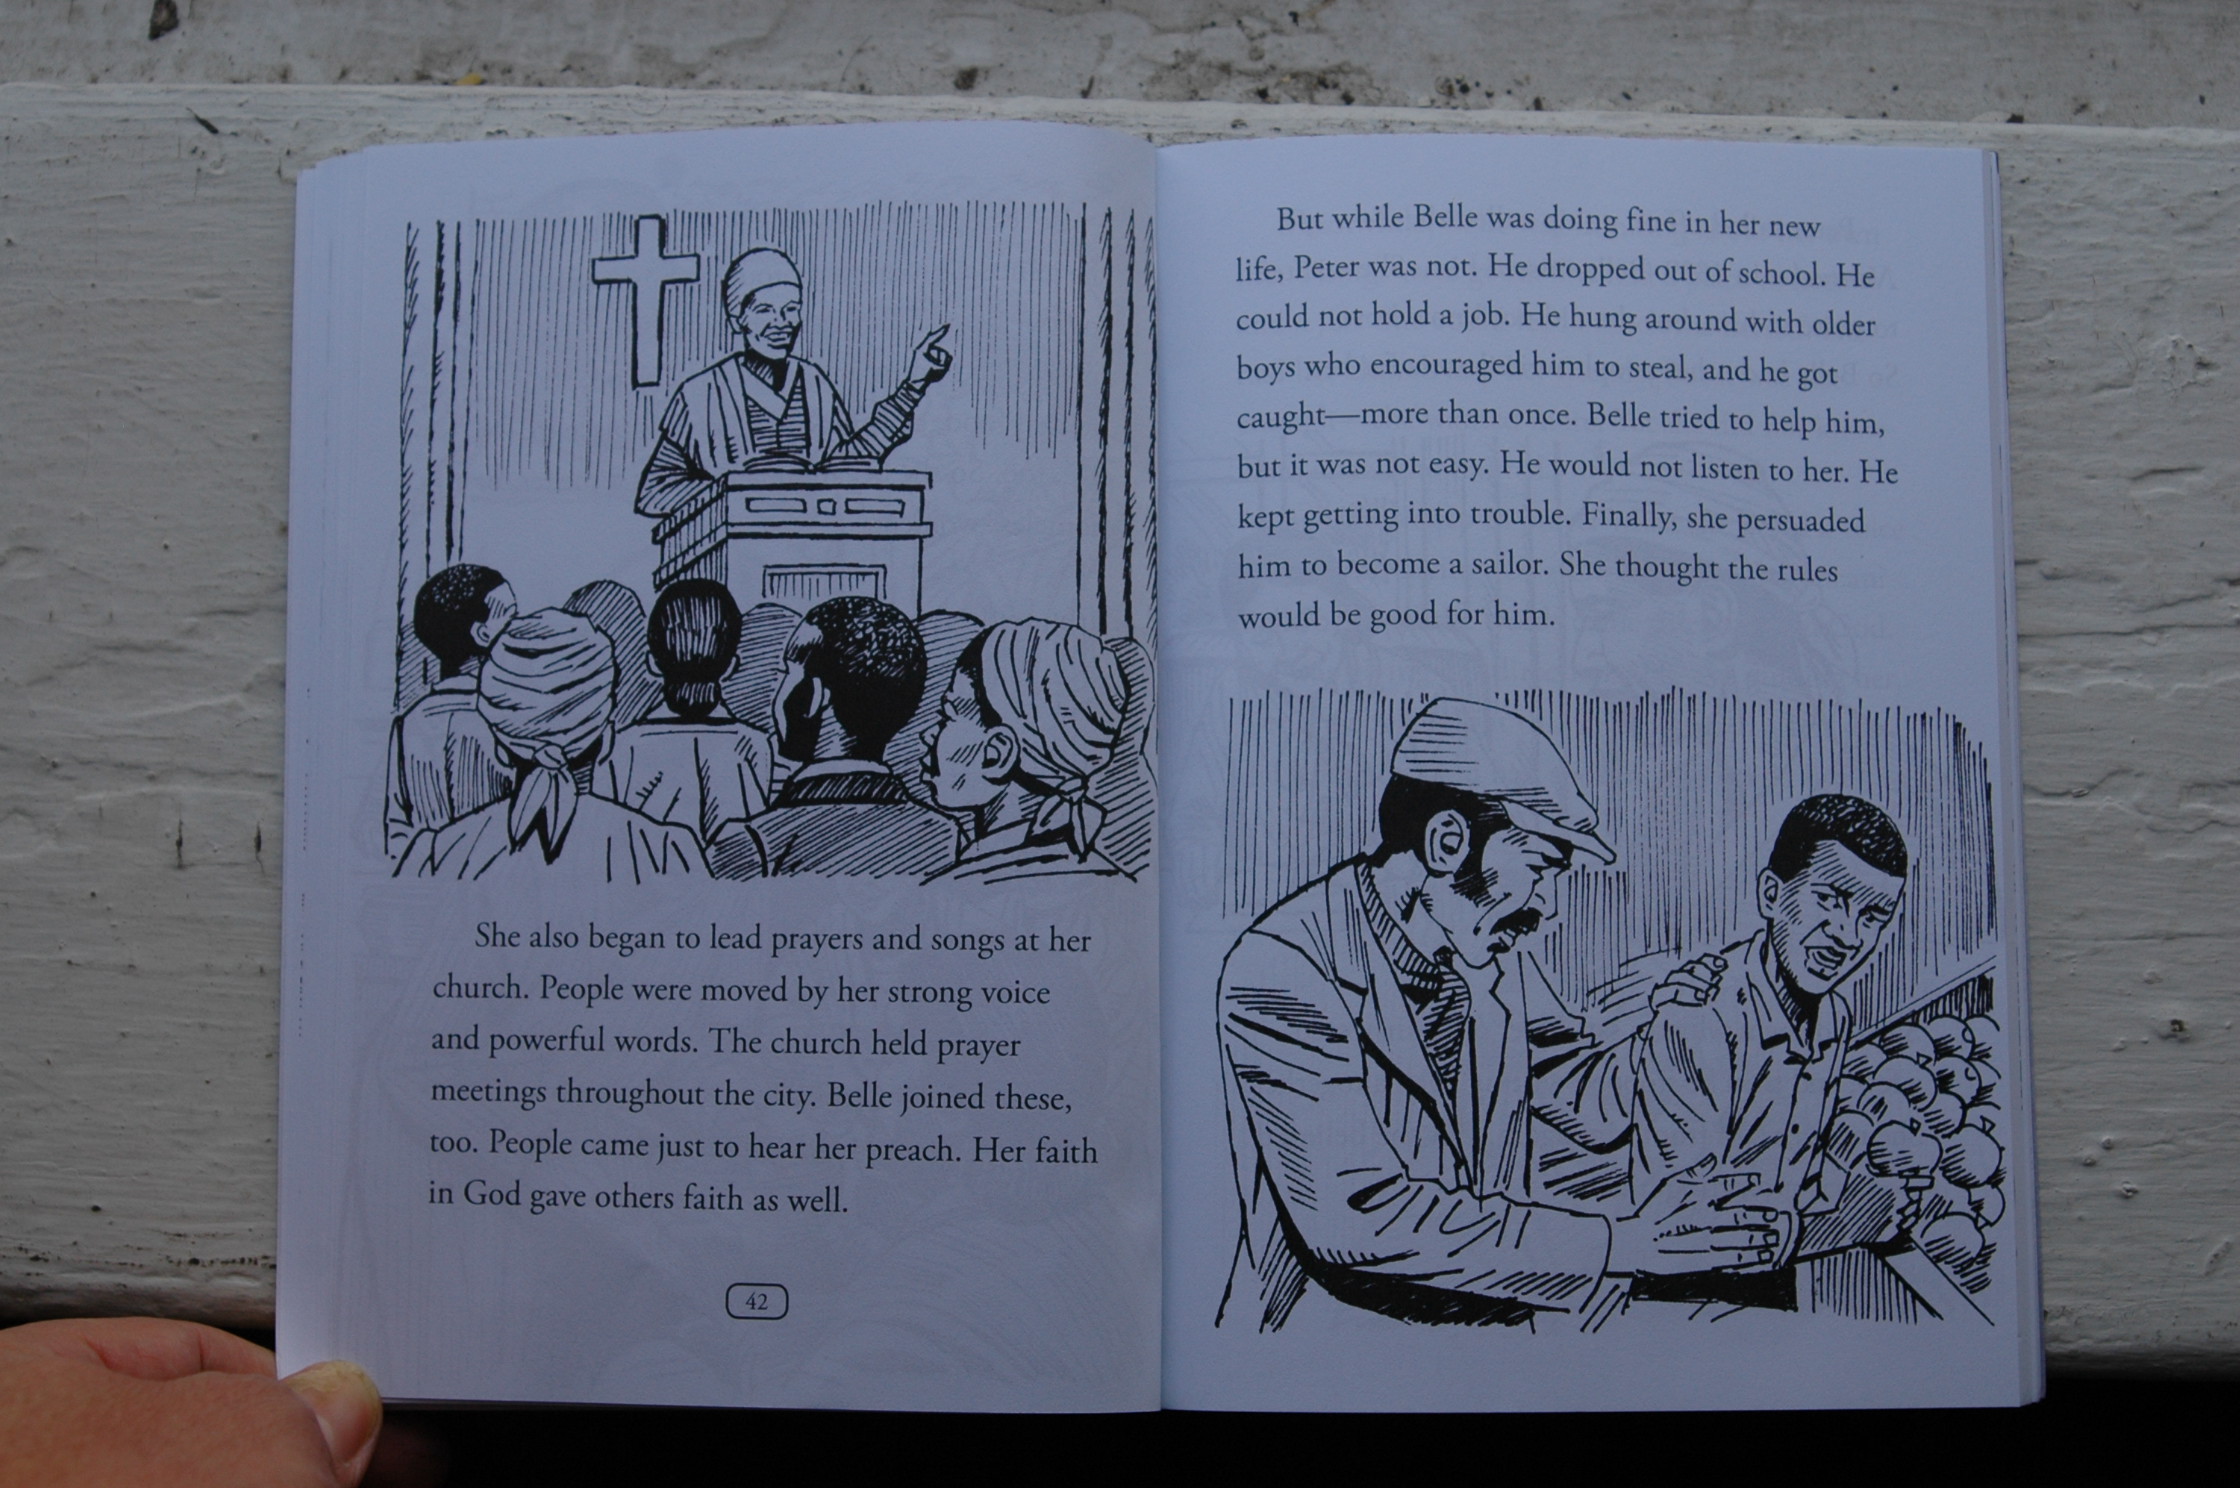 She also began to lead prayers and songs at her
church. People were moved by her strong voice
and powerful words. The church held prayer
meetings throughout the city. Belle joined these,
too. People came just to hear her preach. Her faith
in God gave others faith as well.
42
But while Belle was doing fine in her new
life, Peter was not. He dropped out of school. He
could not hold a job. He hung around with older
boys who encouraged him to steal, and he got
caught—more than once. Belle tried to help him,
but it was not easy. He would not listen to her. He
kept getting into trouble. Finally, she persuaded
him to become a sailor. She thought the rules
would be good for him.